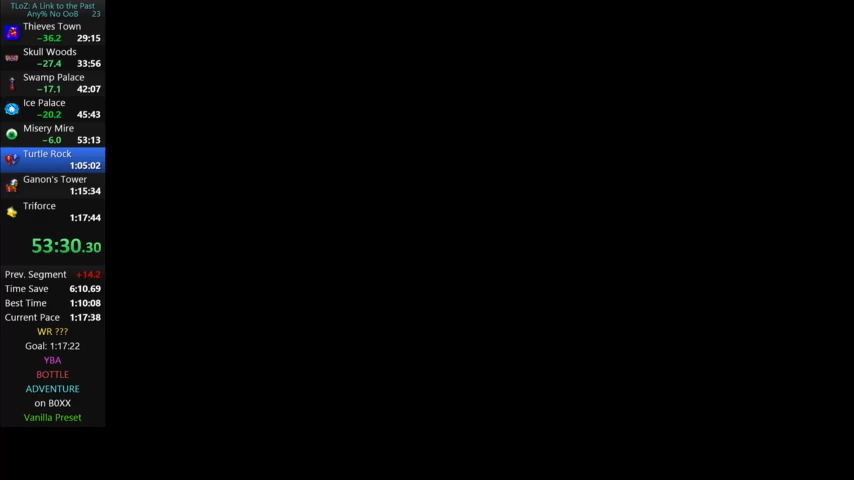 TLoZ: A Link to the Past
Any% No OoB 23
Thieves Town
−36.2 29:15
Skull Woods
−27.4 33:56
Swamp Palace
−17.1 42:07
Ice Palace
−20.2 45:43
Misery Mire
−6.0 53:13
Turtle Rock
1:05:02
Ganon's Tower
1:15:34
Triforce
1:17:44
53:30.30
Prev. Segment +14.2
Time Save 6:10.69
Best Time 1:10:08
Current Pace 1:17:38
WR ???
Goal: 1:17:22
YBA
BOTTLE
ADVENTURE
on B0XX
Vanilla Preset